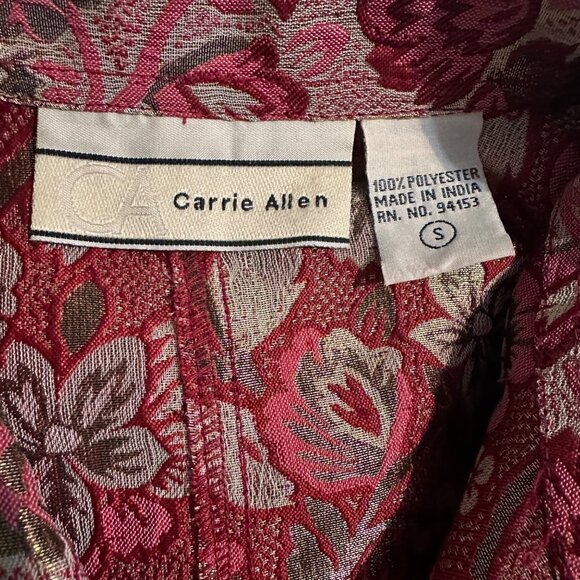 CA Carrie Allen
100% POLYESTER
MADE IN INDIA
RN. NO. 94153
S